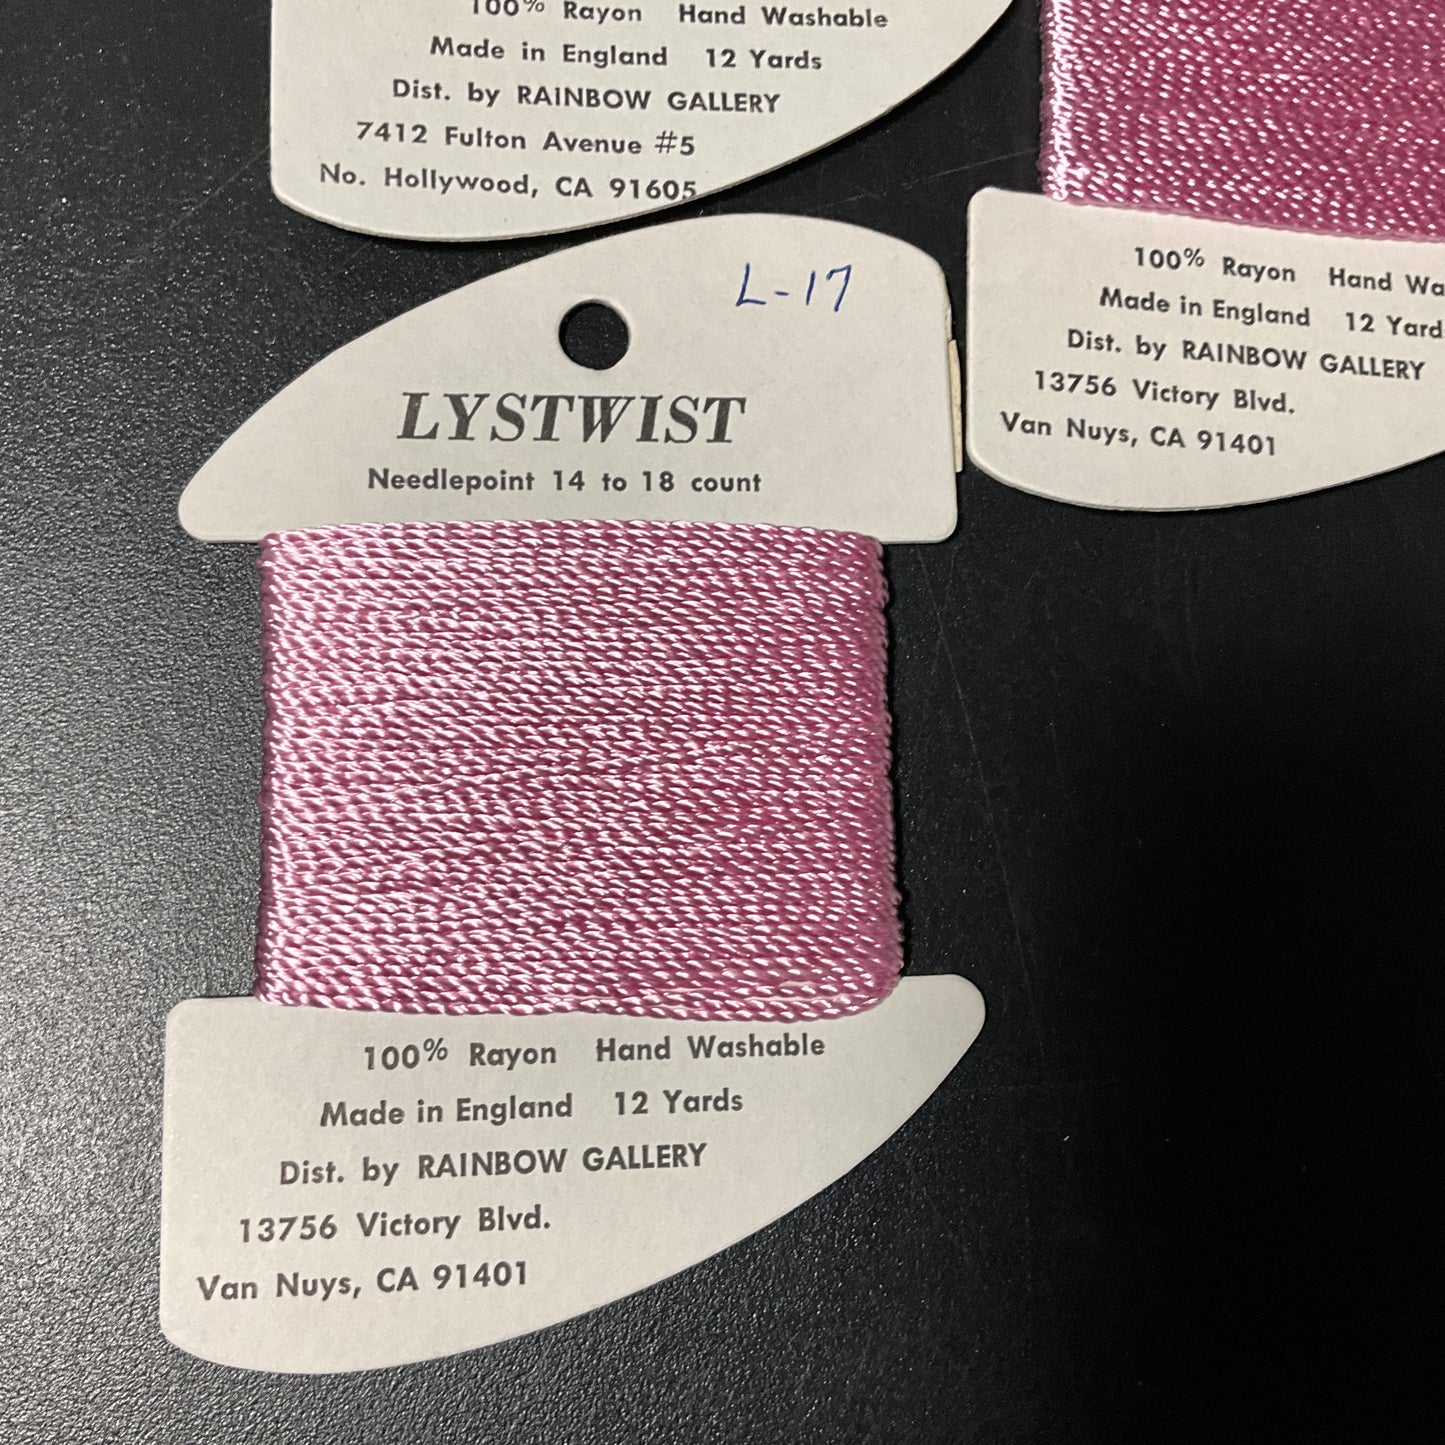 100% Rayon Hand Washable
Made in England 12 Yards
Dist. by RAINBOW GALLERY
7412 Fulton Avenue #5
No. Hollywood, CA 91605
L-17
LYSTWIST
Needlepoint 14 to 18 count
100% Rayon Hand Washable
Made in England 12 Yards
Dist. by RAINBOW GALLERY
13756 Victory Blvd.
Van Nuys, CA 91401
100% Rayon Hand Wa
Made in England 12 Yard
Dist. by RAINBOW GALLERY
13756 Victory Blvd.
Van Nuys, CA 91401